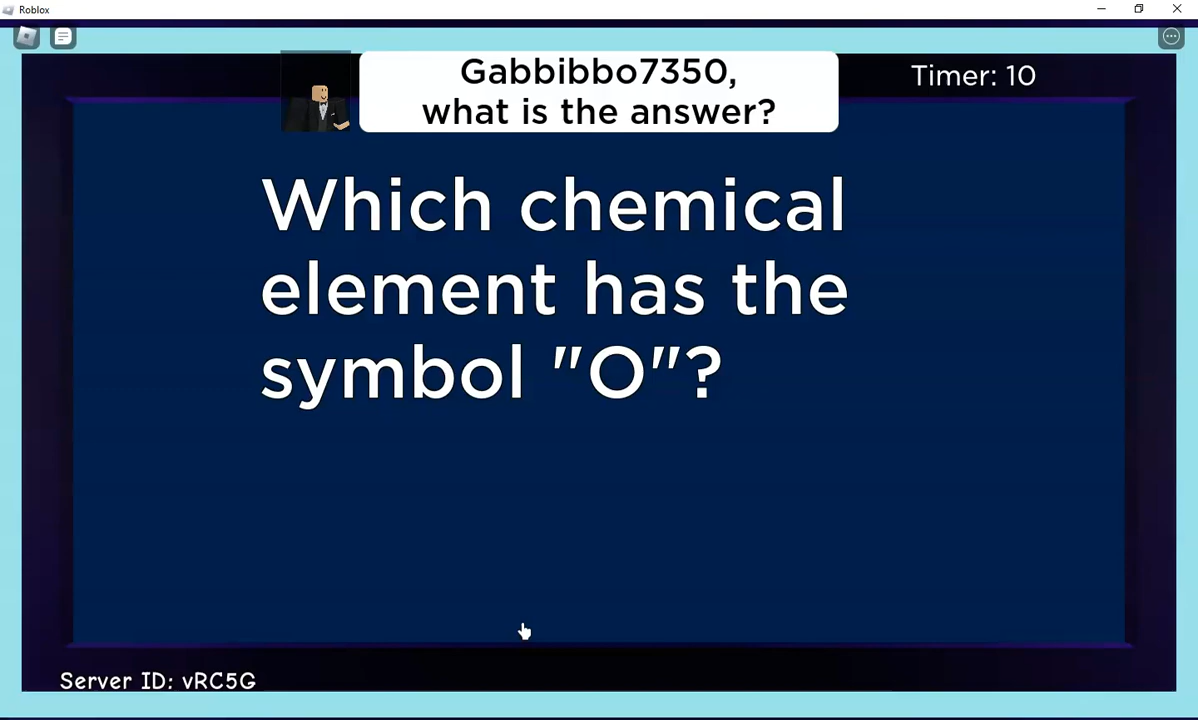 Roblox
Gabbibbo7350,
what is the answer?
Timer: 10
Which chemical
element has the
symbol "O"?
Server ID: vRC5G